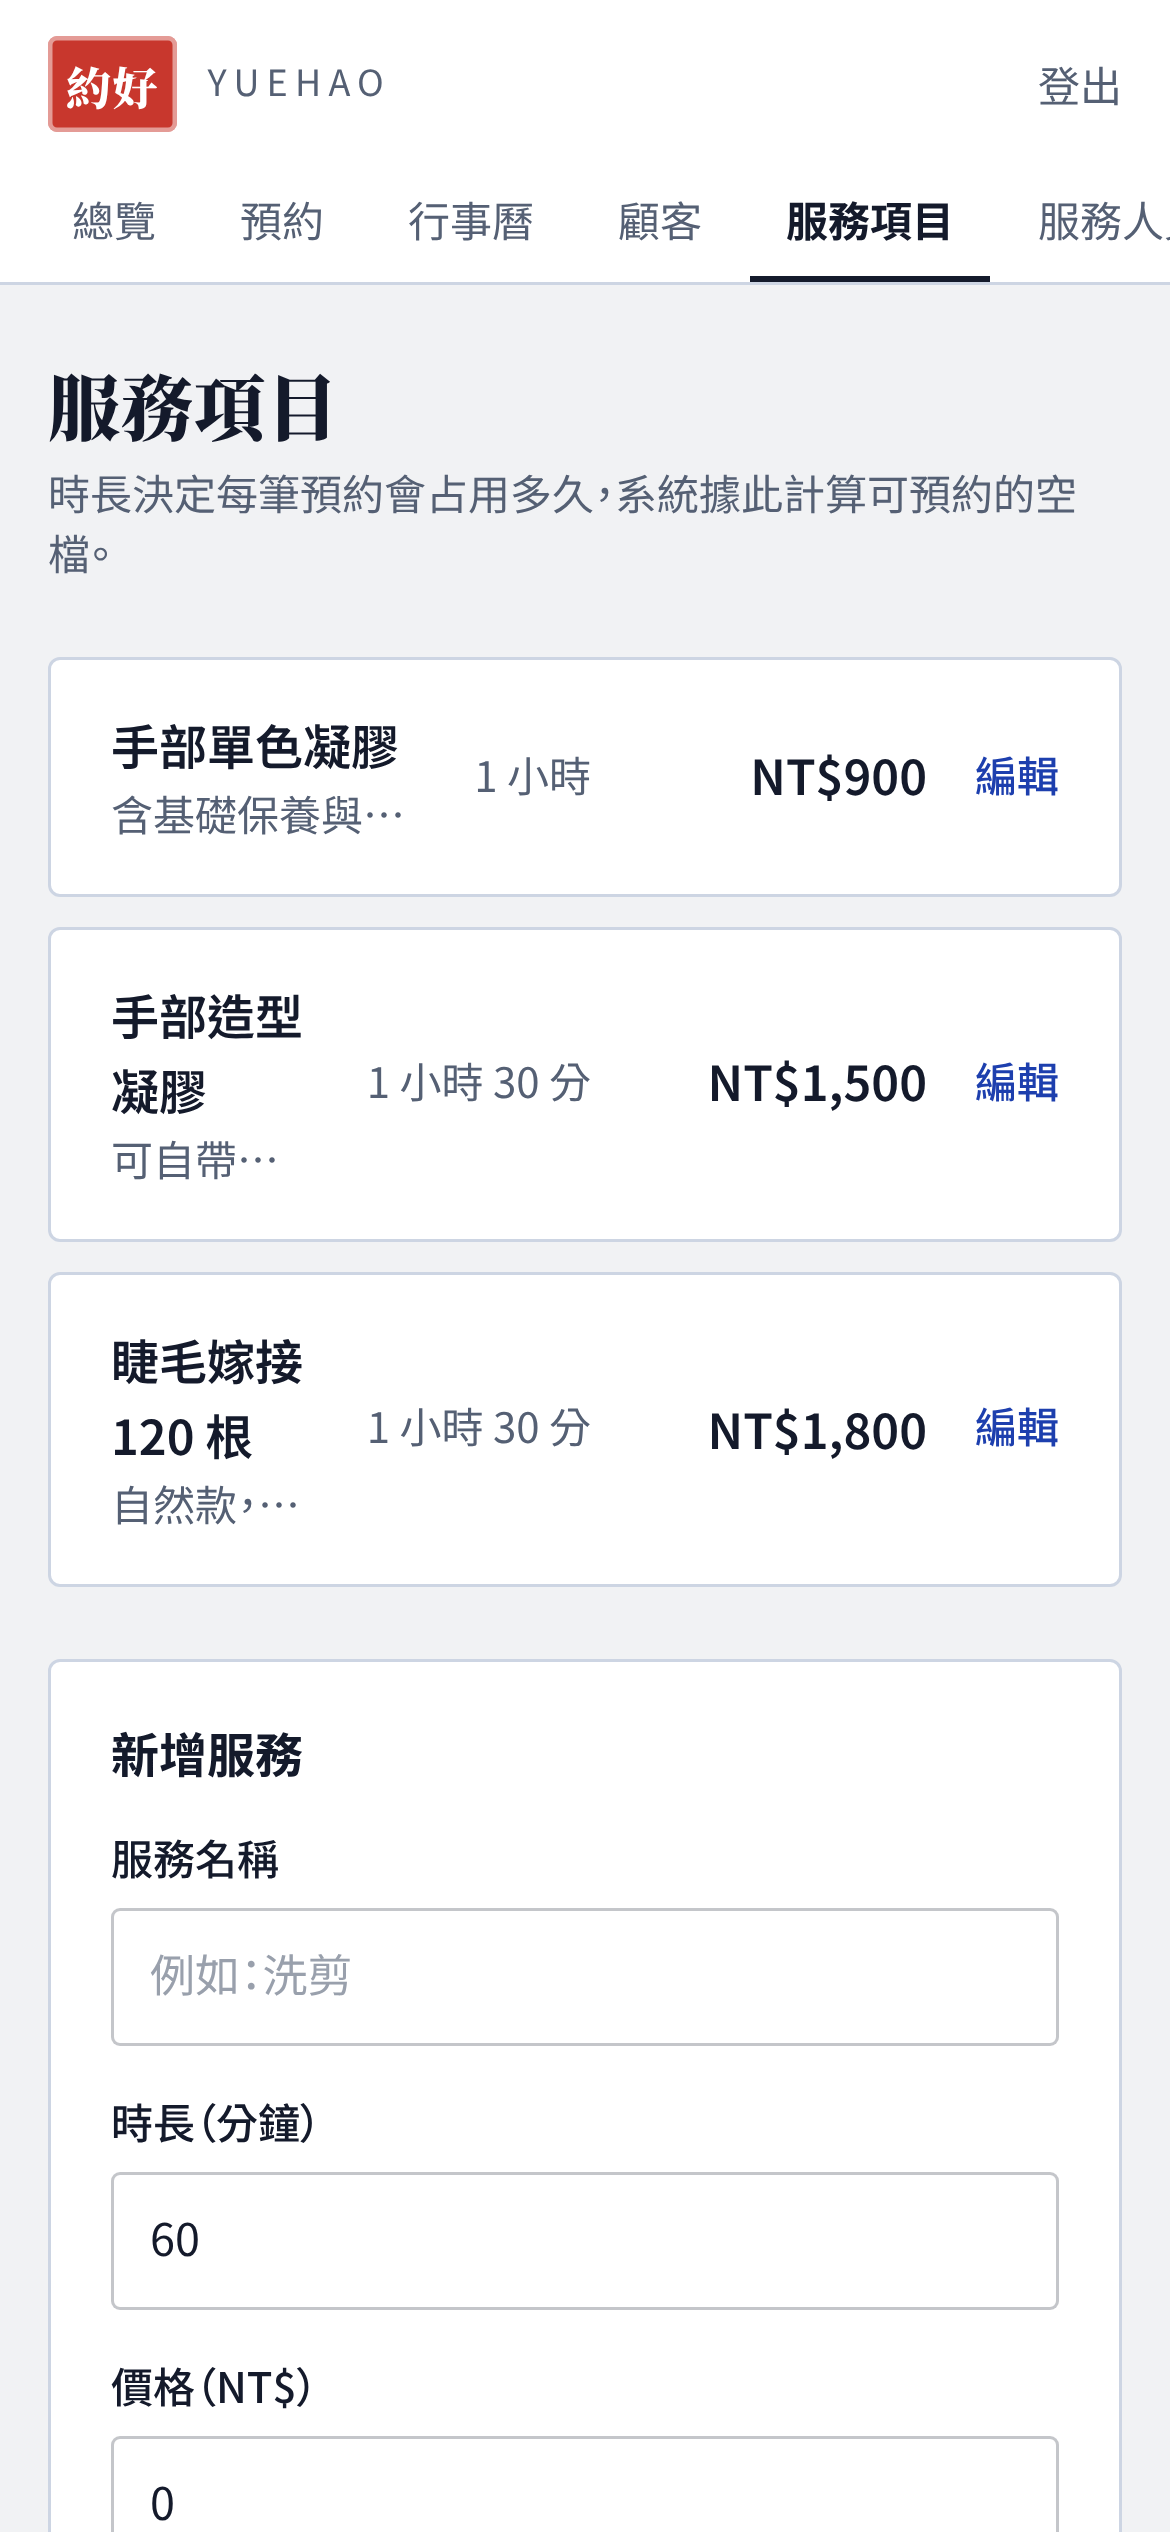 約好 YUEHAO 登出
總覽 預約 行事曆 顧客 服務項目 服務人
服務項目
時長決定每筆預約會占用多久，系統據此計算可預約的空
檔。
手部單色凝膠
含基礎保養與…
1 小時 NT$900 編輯
手部造型
凝膠
可自帶…
1 小時 30 分 NT$1,500 編輯
睫毛嫁接
120 根
自然款，…
1 小時 30 分 NT$1,800 編輯
新增服務
服務名稱
例如：洗剪
時長（分鐘）
60
價格（NT$）
0